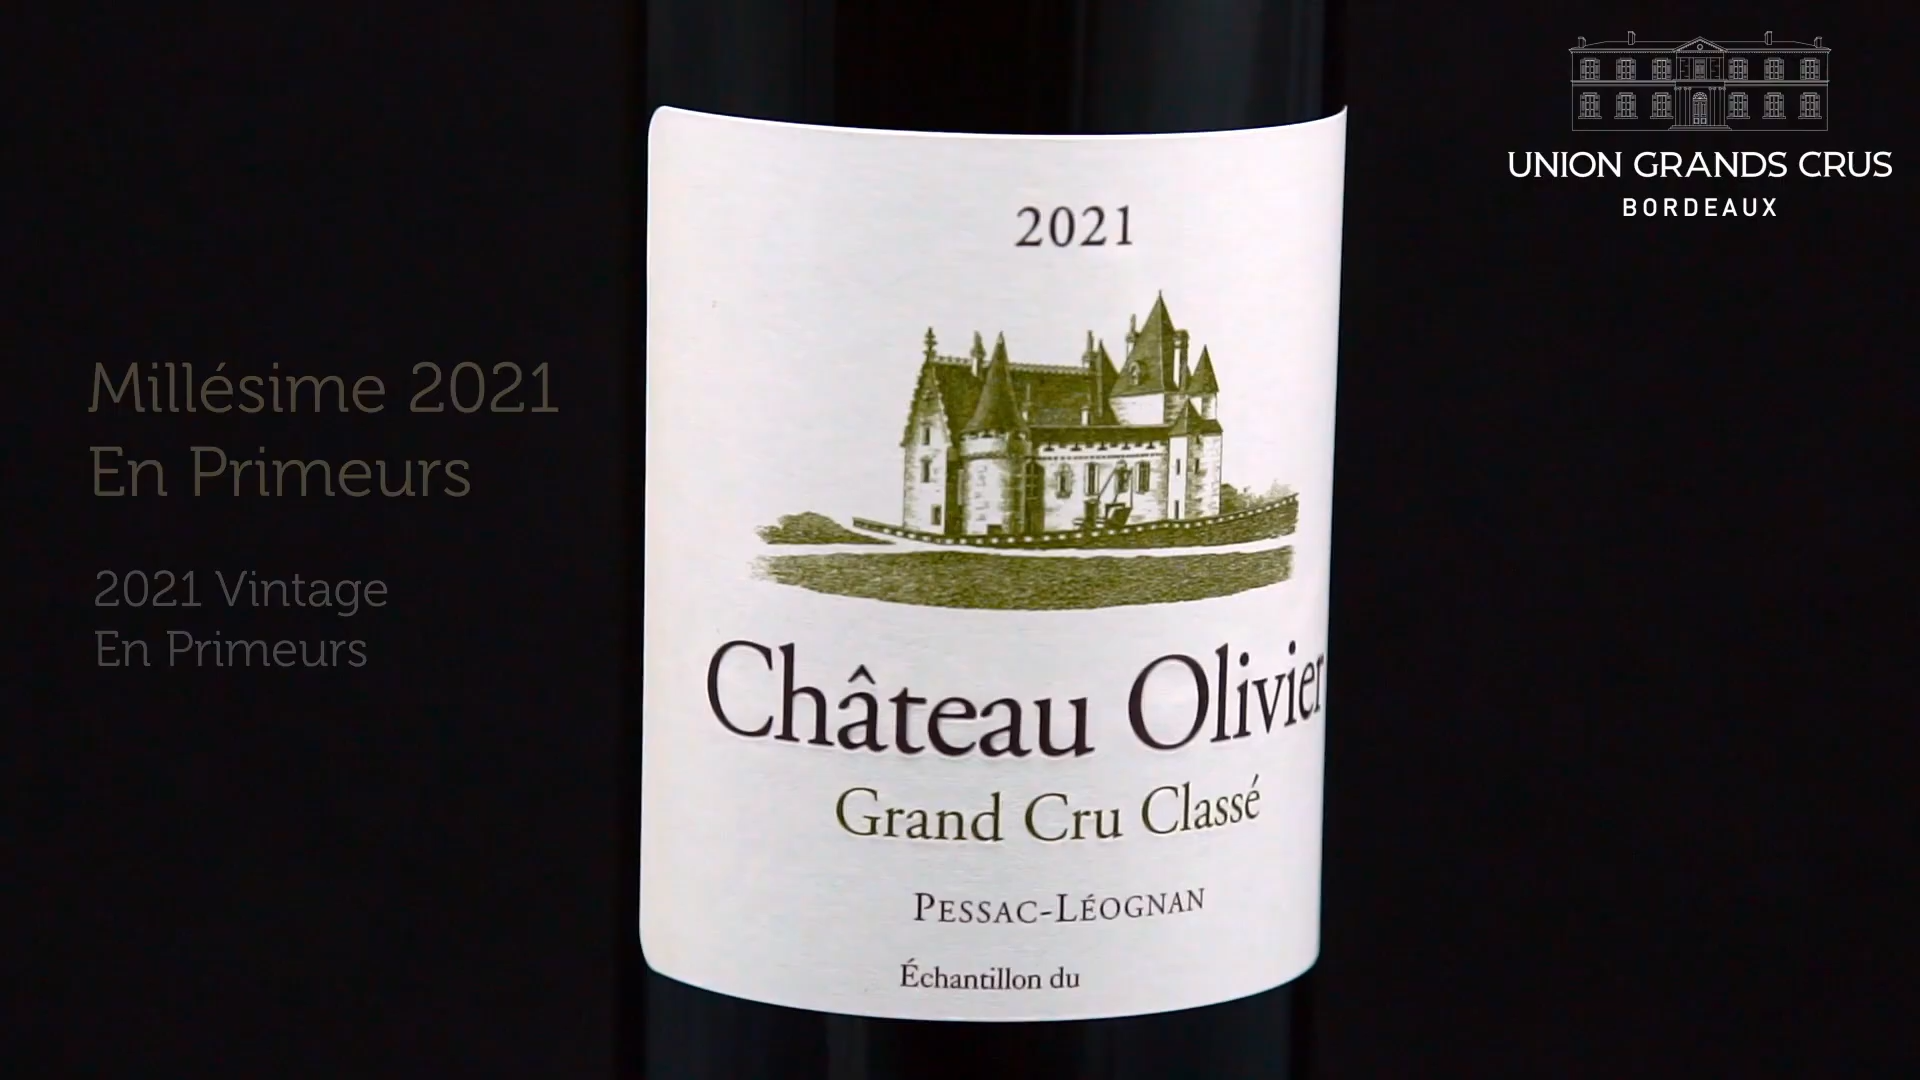 UNION GRANDS CRUS
BORDEAUX
Millésime 2021
En Primeurs
2021 Vintage
En Primeurs
2021
Château Olivier
Grand Cru Classé
PESSAC-LÉOGNAN
Échantillon du